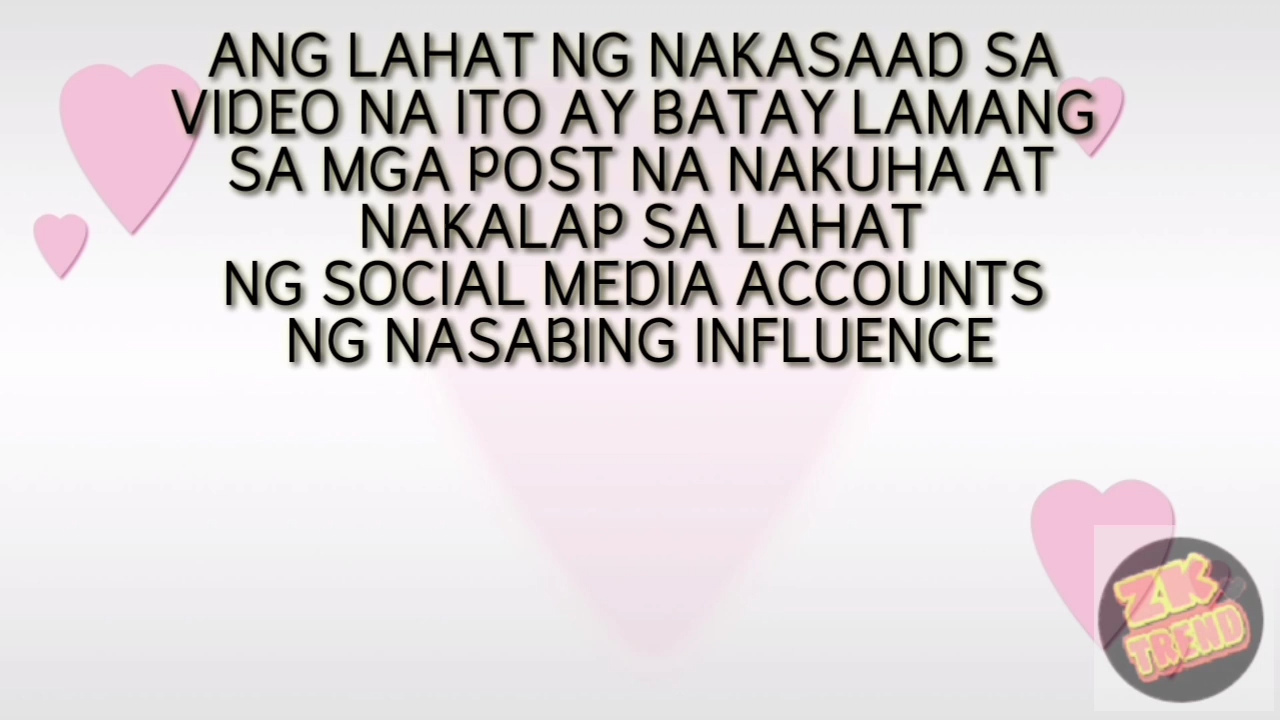 ANG LAHAT NG NAKASAAD SA
VIDEO NA ITO AY BATAY LAMANG
SA MGA POST NA NAKUHA AT
NAKALAP SA LAHAT
NG SOCIAL MEDIA ACCOUNTS
NG NASABING INFLUENCE
ZK
TREND